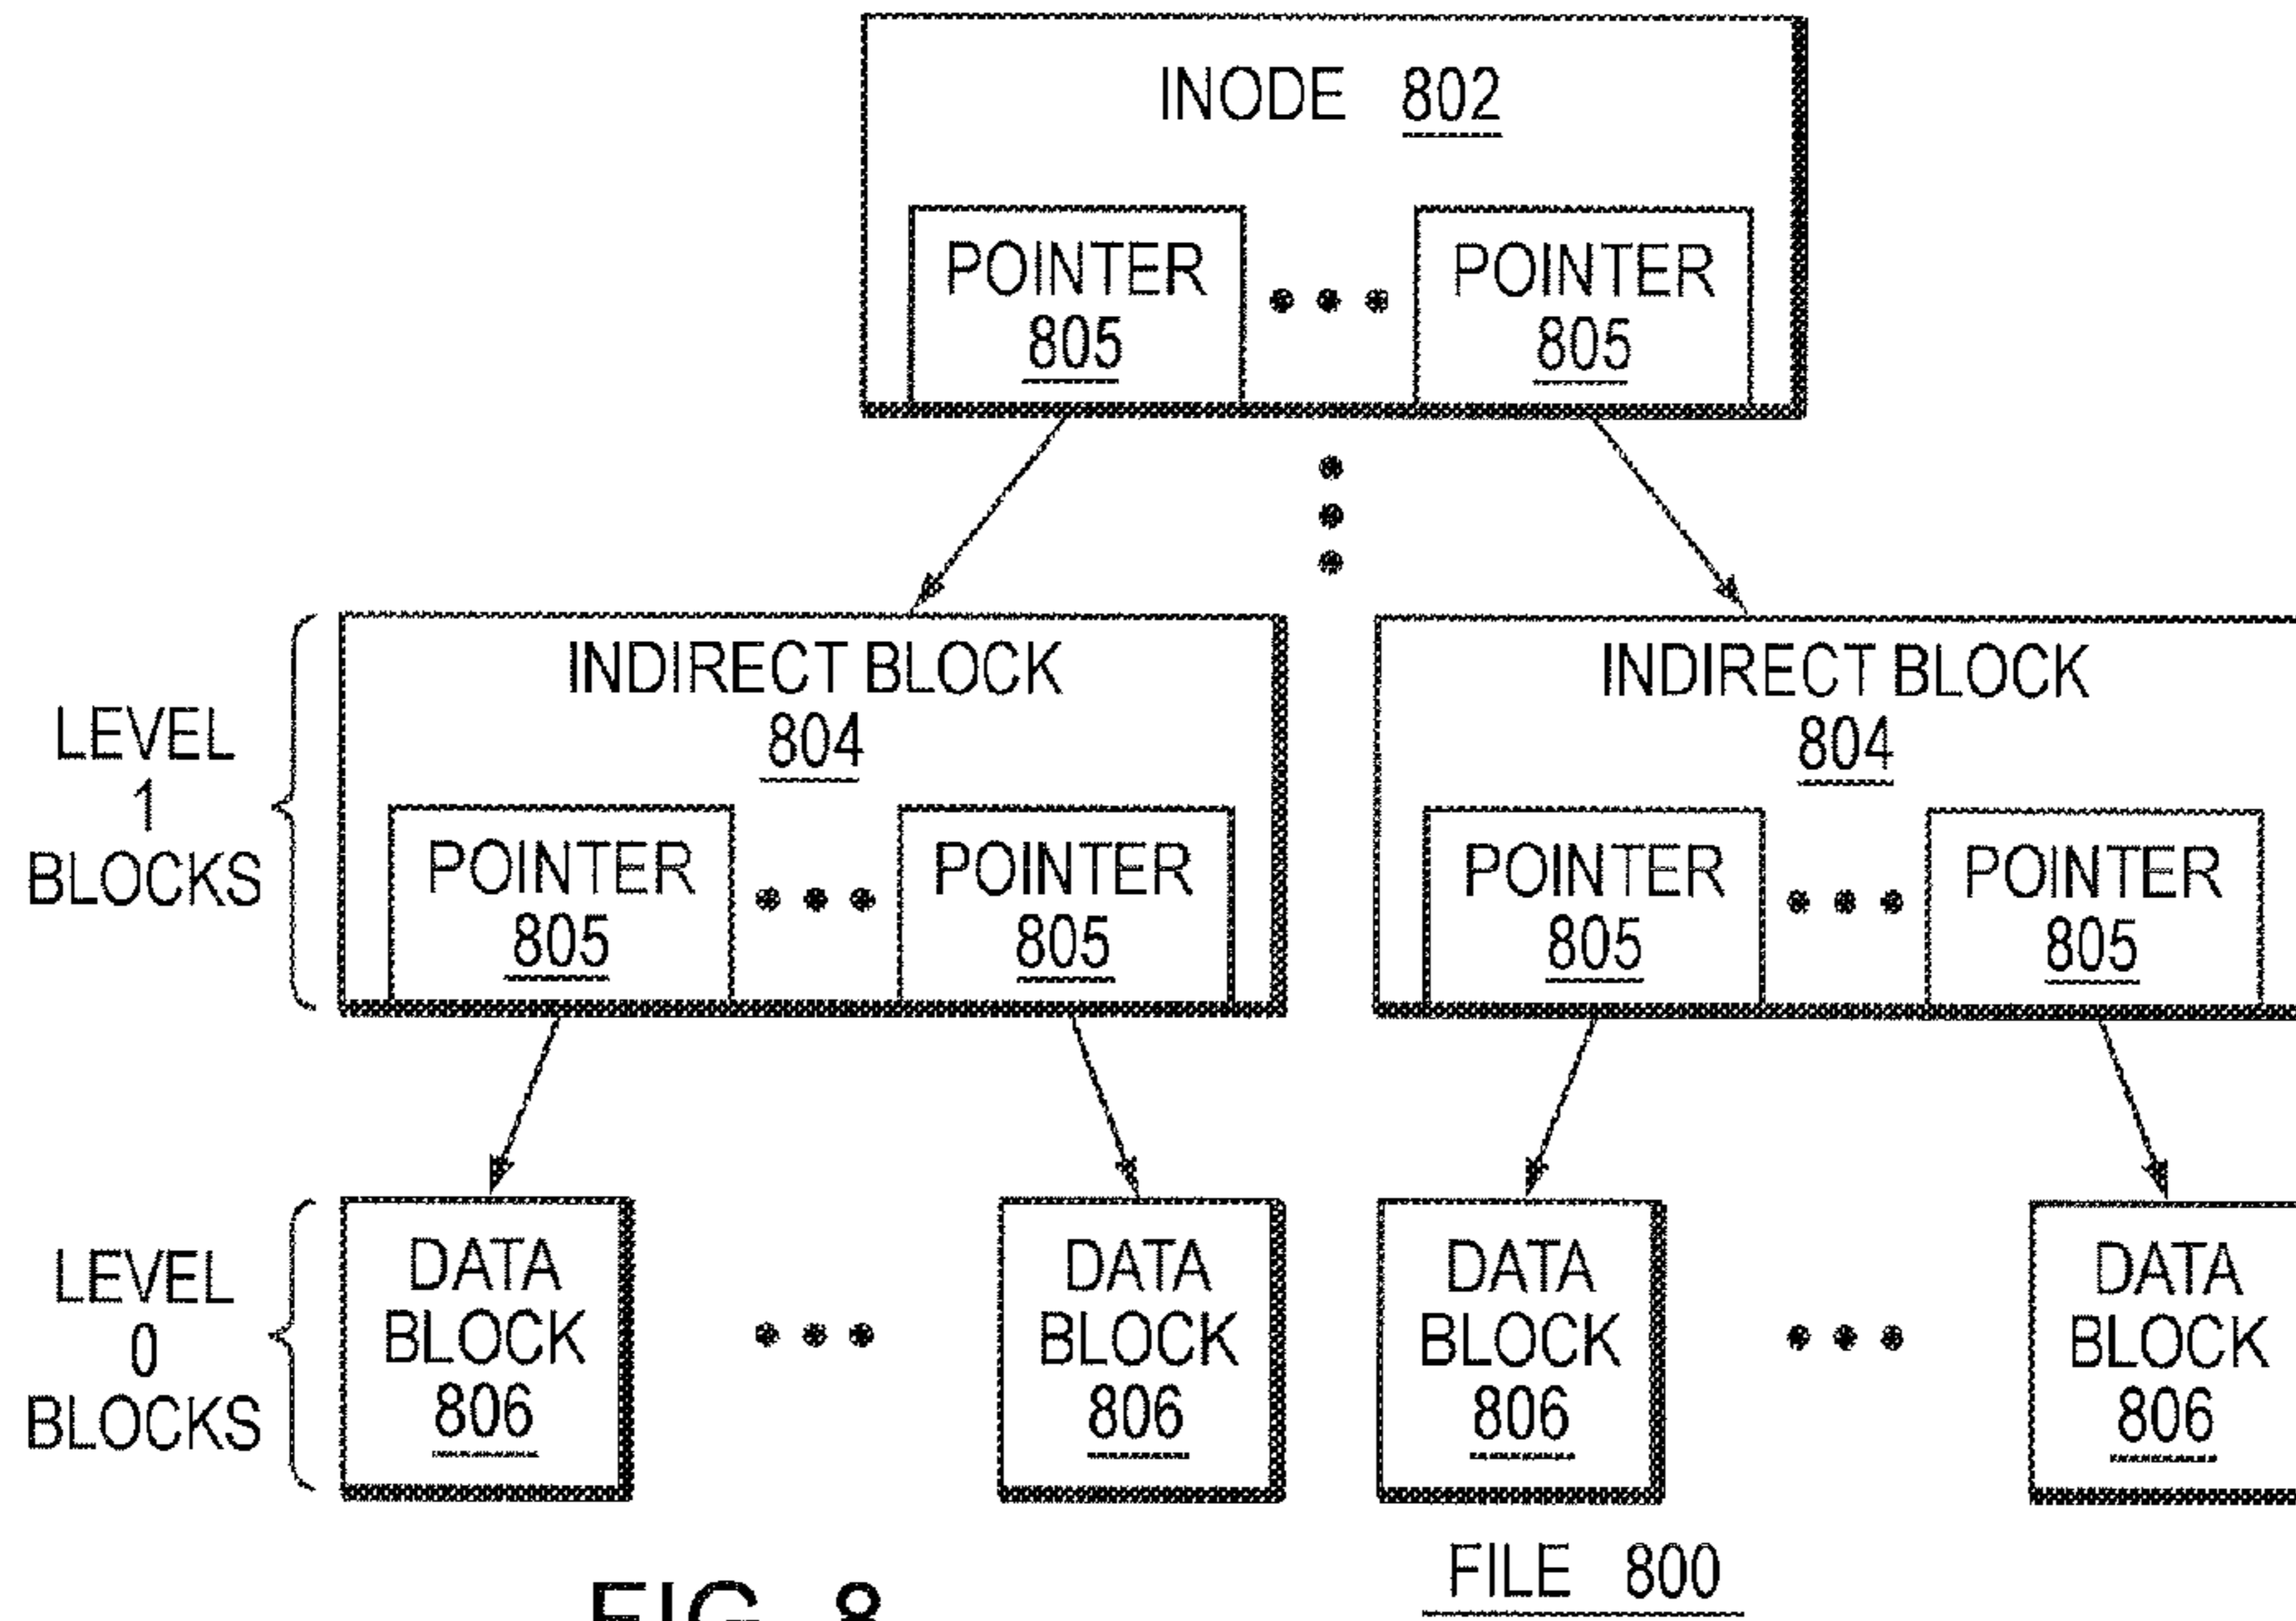 INODE 802
POINTER
805
POINTER
805
LEVEL
1
BLOCKS
INDIRECT BLOCK
804
POINTER
805
POINTER
805
INDIRECT BLOCK
804
POINTER
805
POINTER
805
LEVEL
0
BLOCKS
DATA
BLOCK
806
DATA
BLOCK
806
DATA
BLOCK
806
DATA
BLOCK
806
FILE 800
FIG. 8